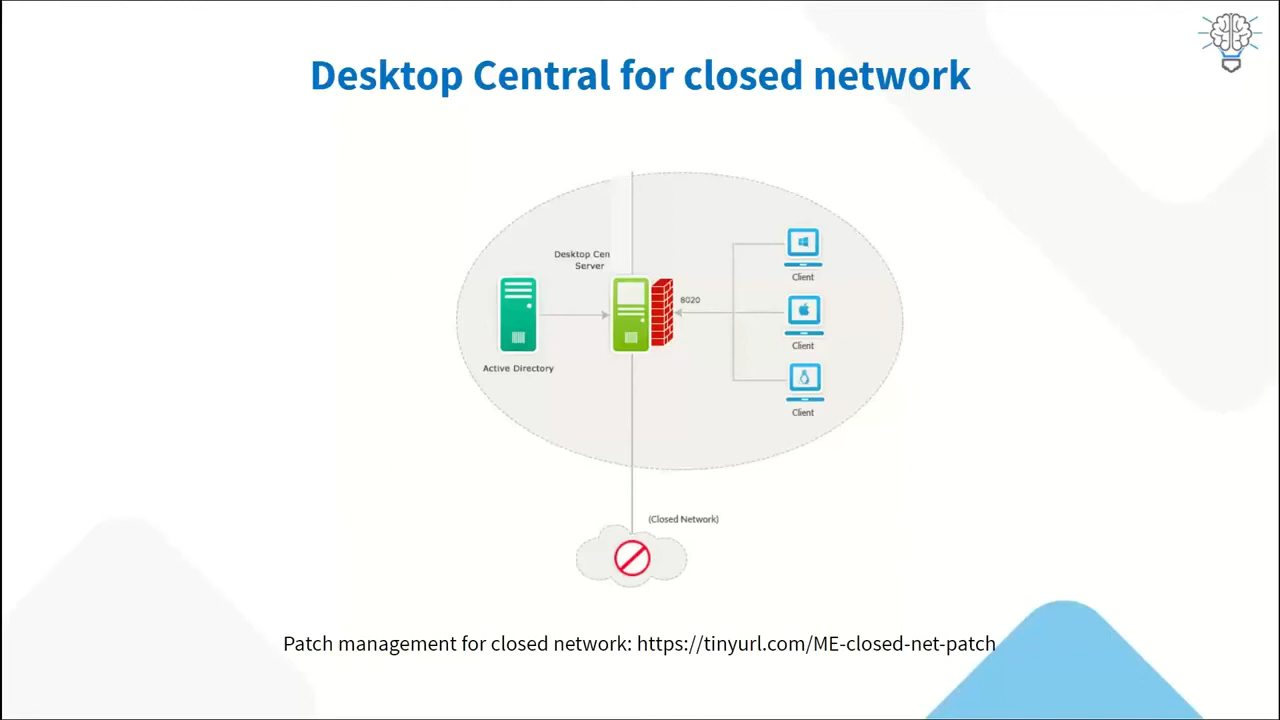 Desktop Central for closed network
Desktop Cen
Server
8020
Client
Client
Active Directory
Client
(Closed Network)
Patch management for closed network: https://tinyurl.com/ME-closed-net-patch